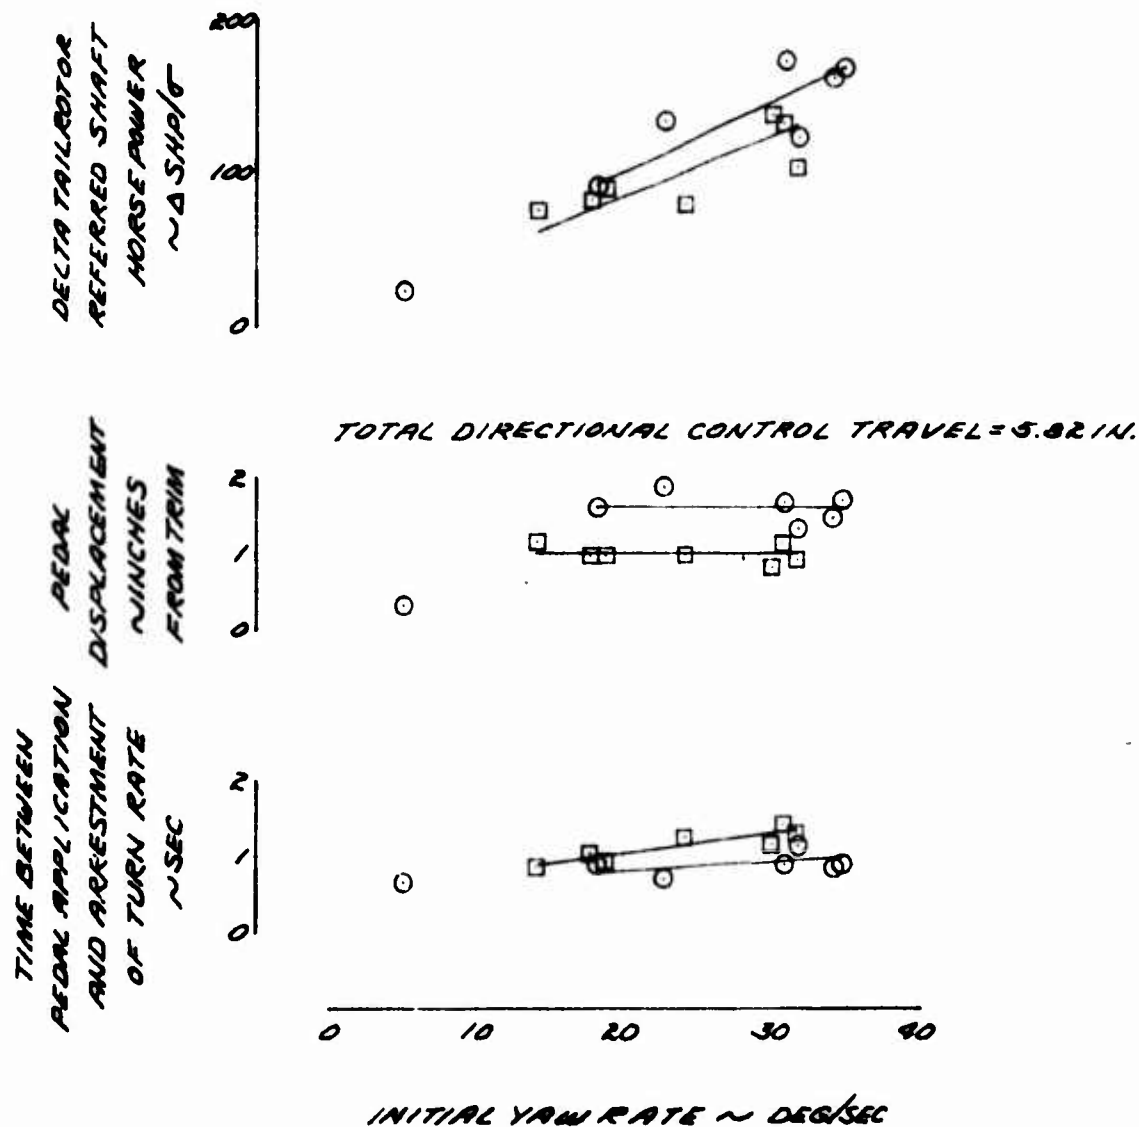 DELTA TAILROTOR
REFERRED SHAFT
HORSEPOWER
~Δ SHP/σ
200
100
0
TOTAL DIRECTIONAL CONTROL TRAVEL = 5.82 IN.
PEDAL
DISPLACEMENT
~INCHES
FROM TRIM
2
1
0
TIME BETWEEN
PEDAL APPLICATION
AND ARRESTMENT
OF TURN RATE
~SEC
2
1
0
0 10 20 30 40
INITIAL YAW RATE ~ DEG/SEC